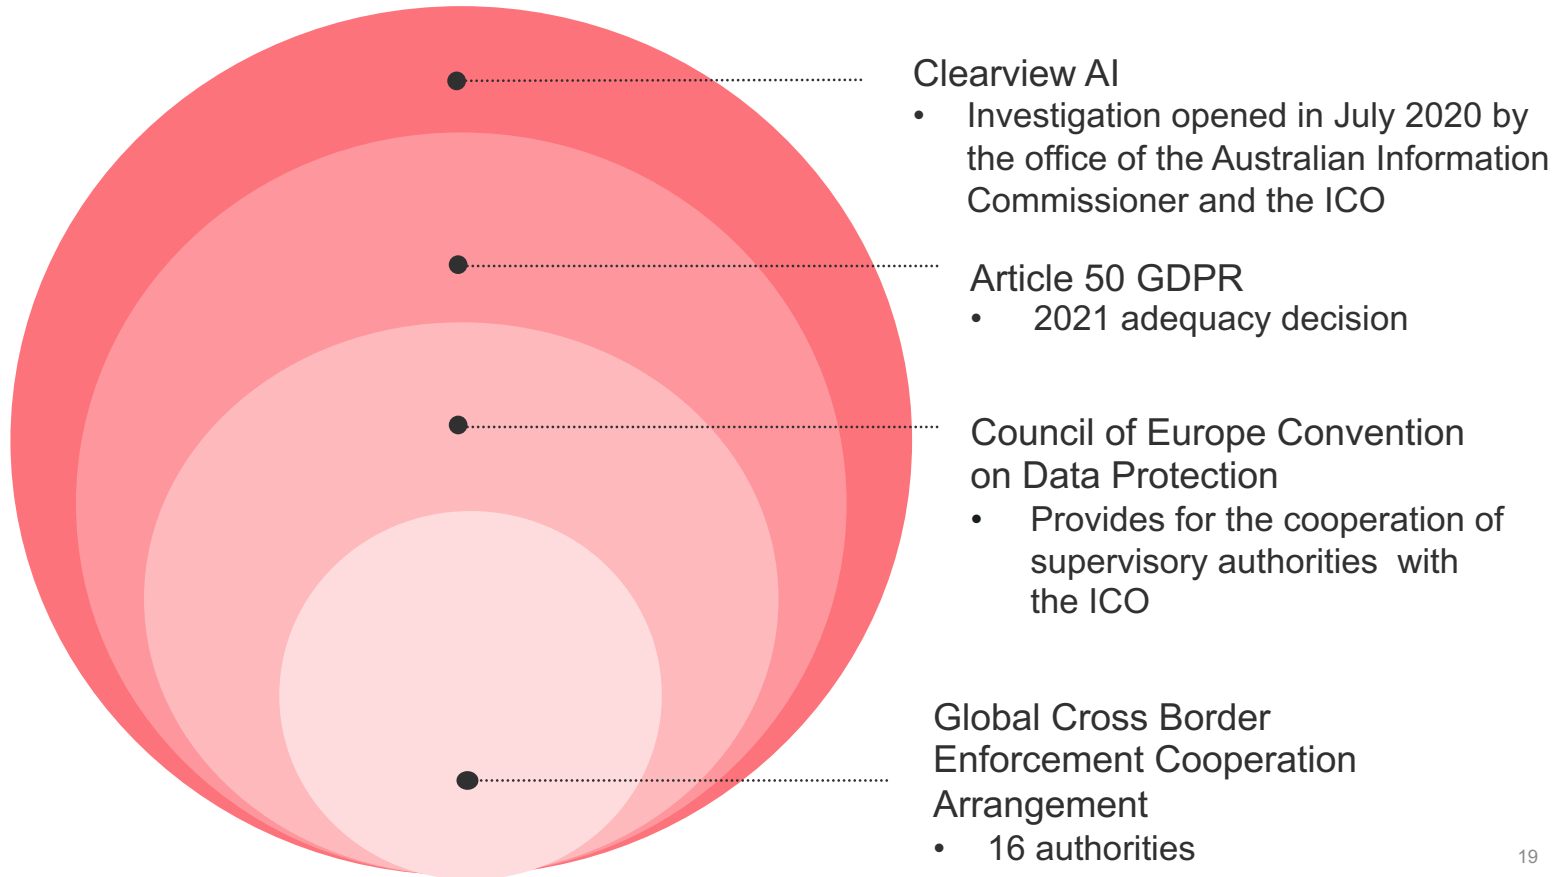 Clearview AI
• Investigation opened in July 2020 by
the office of the Australian Information
Commissioner and the ICO
Article 50 GDPR
• 2021 adequacy decision
Council of Europe Convention
on Data Protection
• Provides for the cooperation of
supervisory authorities with
the ICO
Global Cross Border
Enforcement Cooperation
Arrangement
• 16 authorities
19